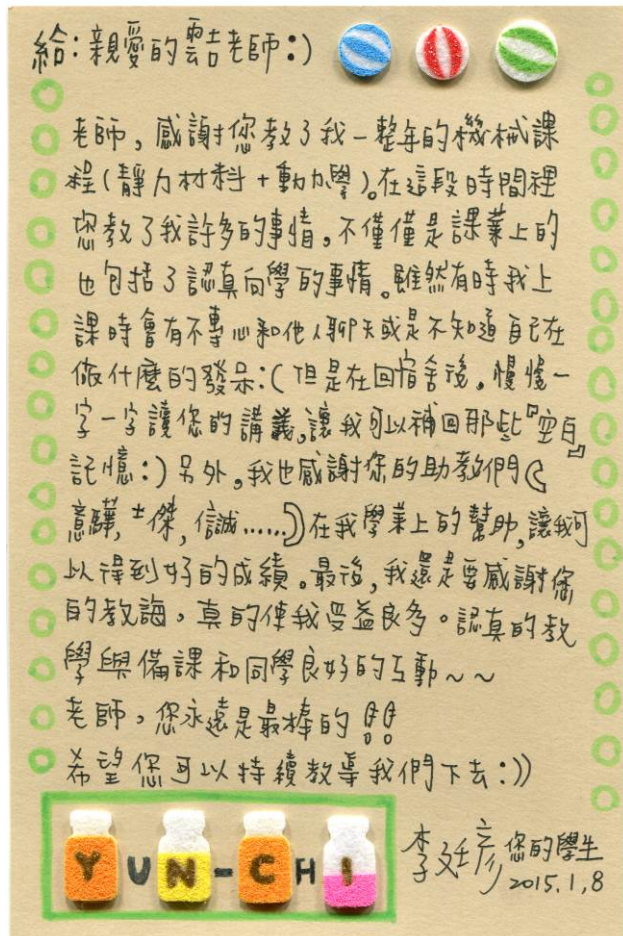 給:親愛的雲吉老師:)
老師,感謝您教了我一整年的機械課
程(靜力材料+動力學)。在這段時間裡
您教了我許多的事情。不僅僅是課業上的
也包括了認真向學的事情。雖然有時我上
課時會有不專心和他人聊天或是不知道自己在
做什麼的發呆:( 但是在回宿舍後。慢慢一
字一字讀您的講義,讓我可以補回那些『空白』
記憶:) 另外。我也感謝您的助教們(
意驊,士傑,信誠......)在我學業上的幫助,讓我可
以得到好的成績。最後,我還是要感謝您
的教誨,真的使我受益良多。認真的教
學與備課和同學良好的互動~~
老師,您永遠是最棒的!!
希望您可以持續教導我們下去:))
YUN-CHI
李廷彥 您的學生
2015.1,8